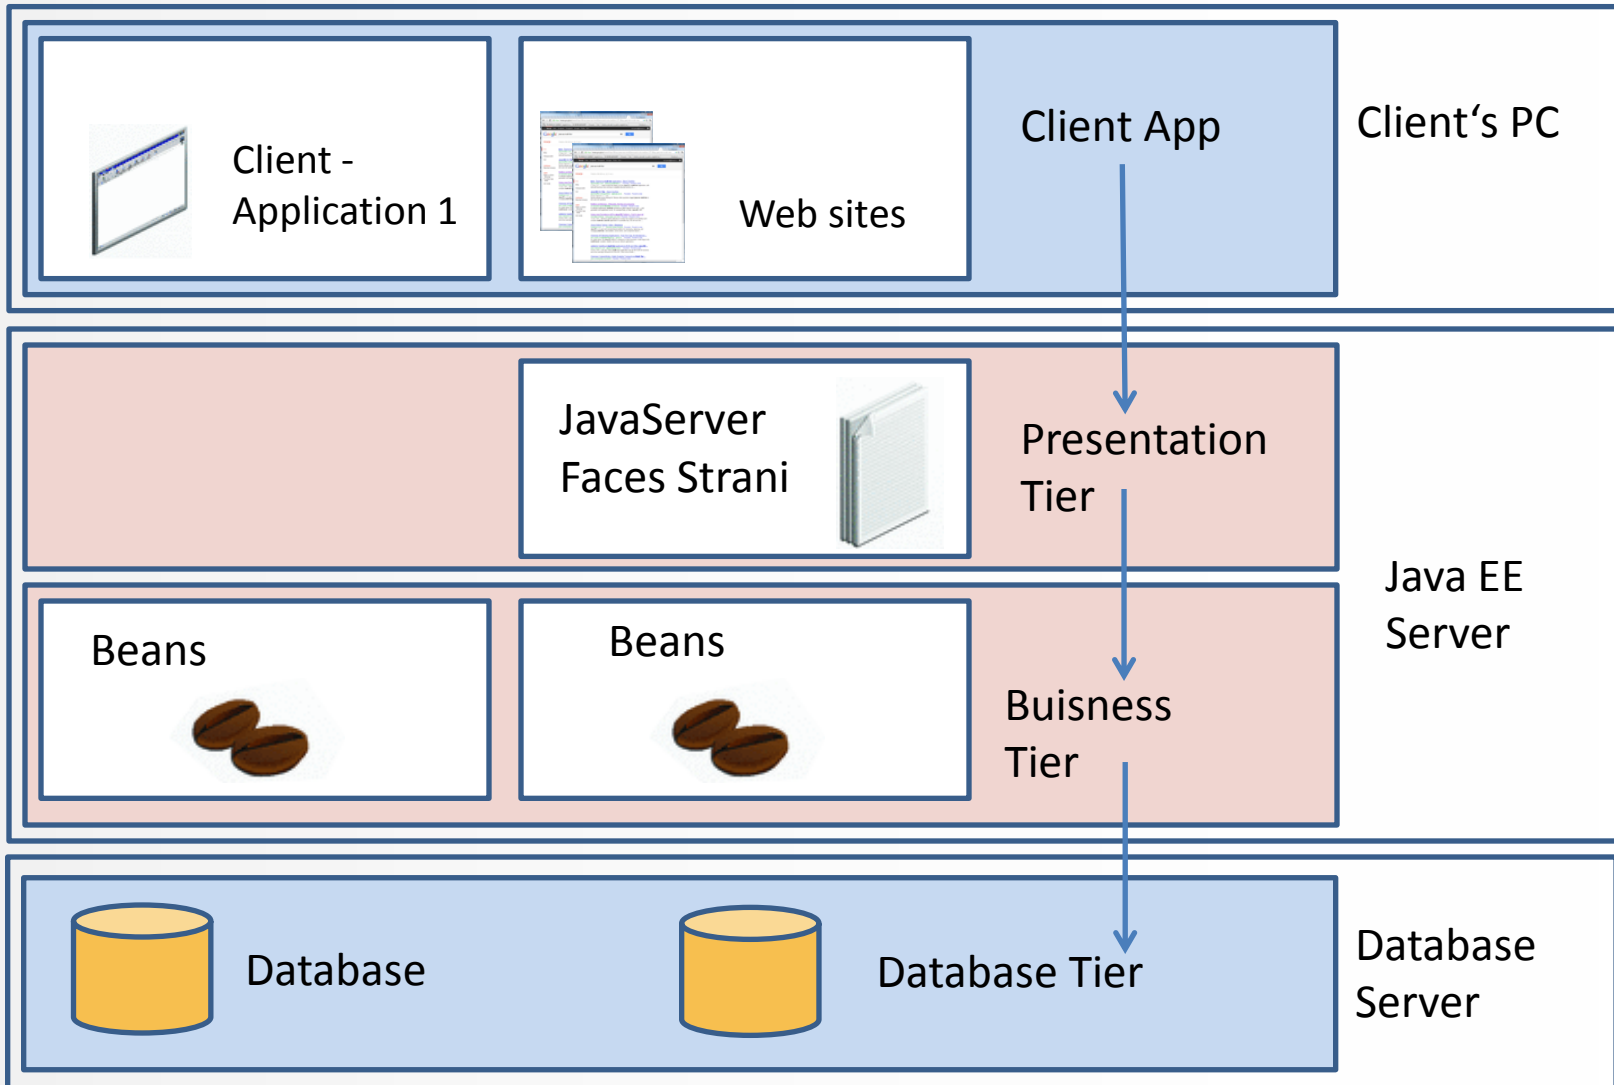 Client -
Application 1
Web sites
Client App
Client‘s PC
JavaServer
Faces Strani
Presentation
Tier
Java EE
Server
Beans
Beans
Buisness
Tier
Database
Database Tier
Database
Server